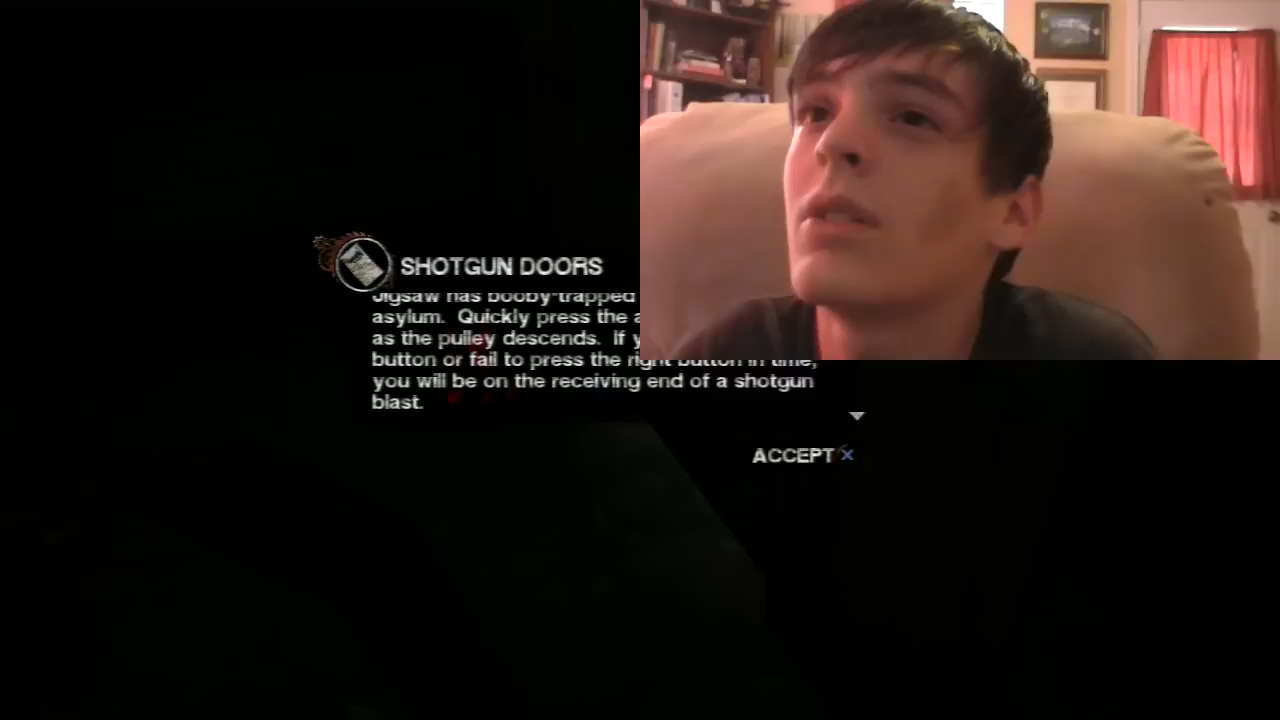 SHOTGUN DOORS
Jigsaw has booby-trapped
asylum. Quickly press the
as the pulley descends. If
button or fail to press the right button in time,
you will be on the receiving end of a shotgun
blast.
ACCEPT X